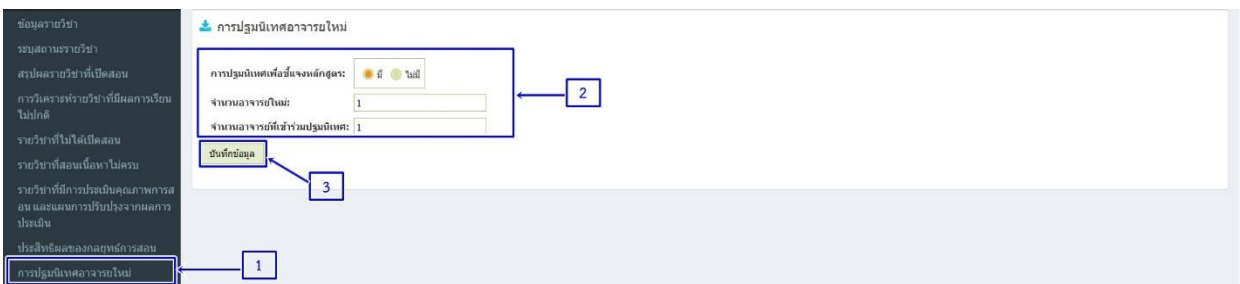 ข้อมูลรายวิชา
ระบุสถานะรายวิชา
สรุปผลรายวิชาที่เปิดสอน
การวิเคราะห์รายวิชาที่มีผลการเรียน
ไม่ปกติ
รายวิชาที่ไม่ได้เปิดสอน
รายวิชาที่สอนเนื้อหาไม่ครบ
รายวิชาที่มีการประเมินคุณภาพการส
อน และแผนการปรับปรุงจากผลการ
ประเมิน
ประสิทธิผลของกลยุทธ์การสอน
การปฐมนิเทศอาจารย์ใหม่
1
การปฐมนิเทศอาจารย์ใหม่
การปฐมนิเทศเพื่อชี้แจงหลักสูตร: มี ไม่มี
จำนวนอาจารย์ใหม่: 1
จำนวนอาจารย์ที่เข้าร่วมปฐมนิเทศ: 1
2
บันทึกข้อมูล
3